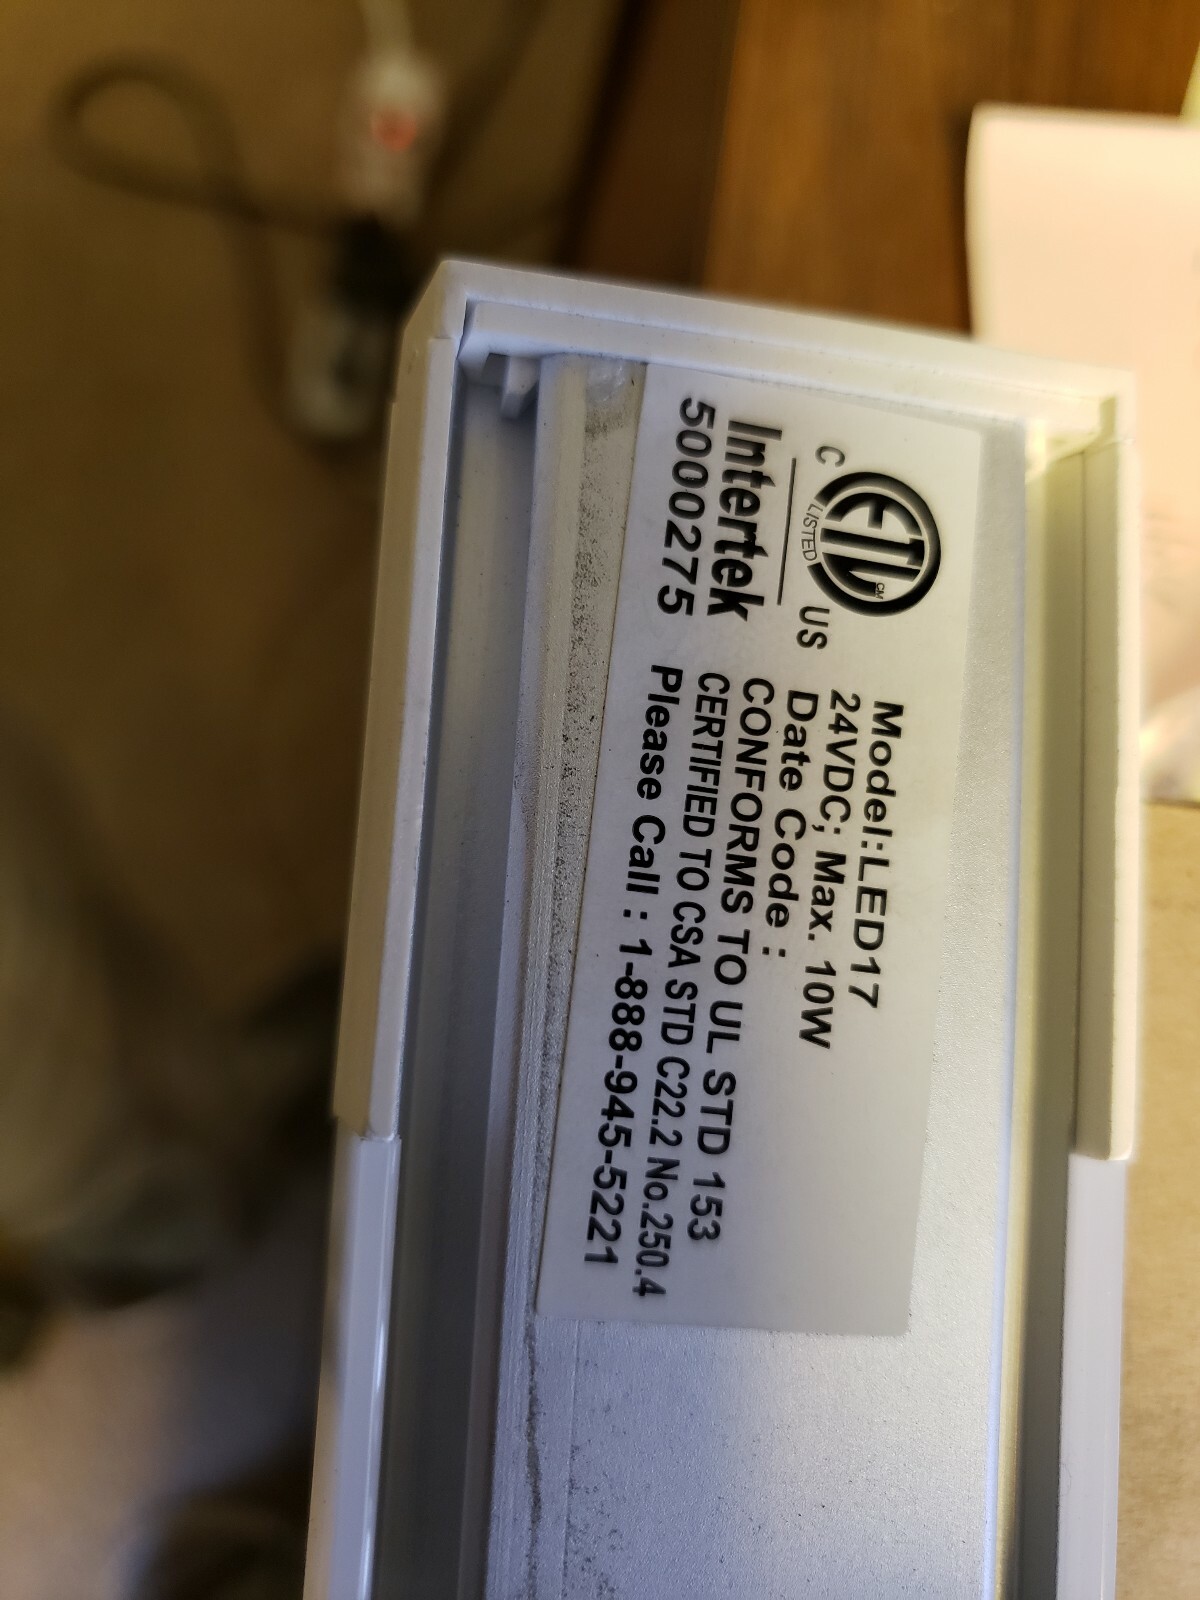 ETL CM
LISTED
C US
Intertek
5000275
Model:LED17
24VDC; Max. 10W
Date Code :
CONFORMS TO UL STD 153
CERTIFIED TO CSA STD C22.2 No.250.4
Please Call : 1-888-945-5221